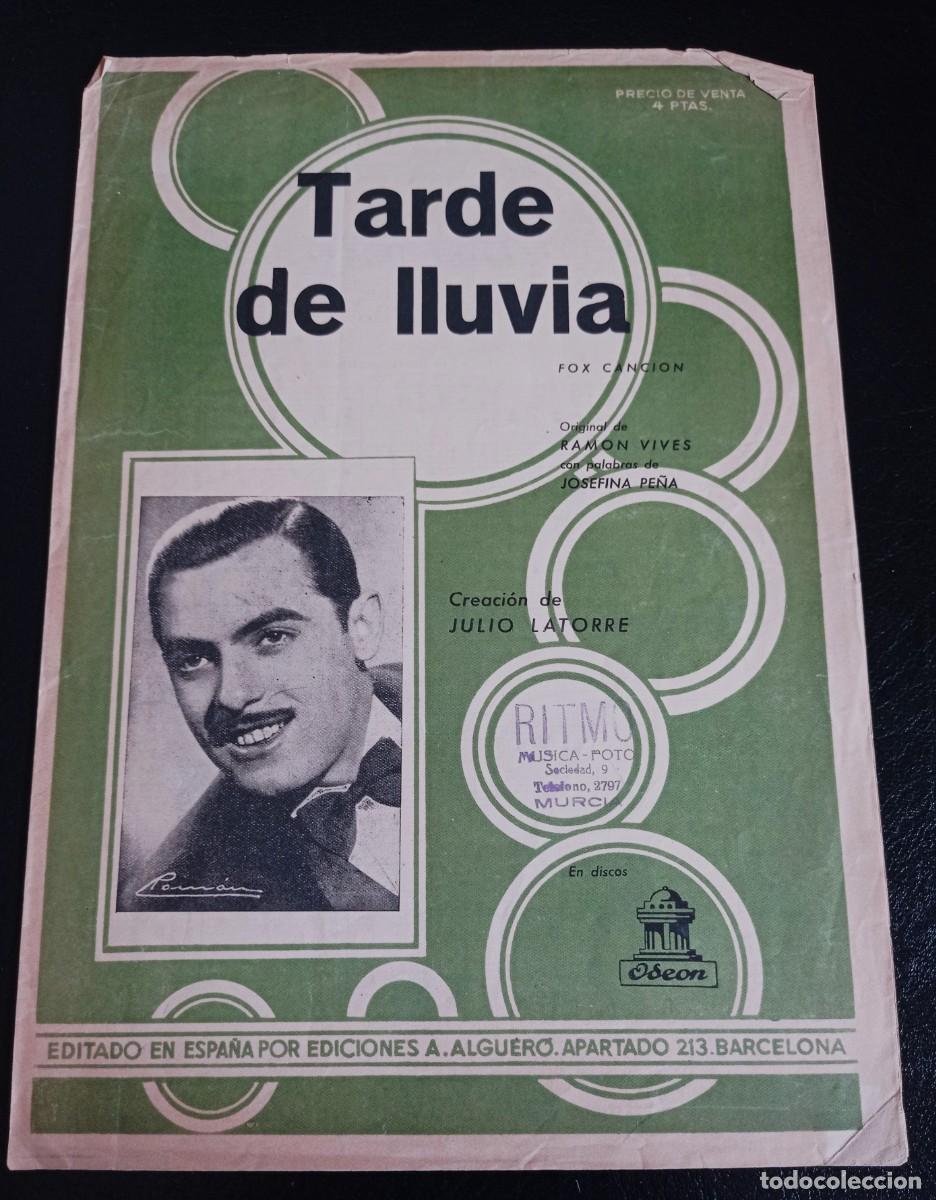 PRECIO DE VENTA
4 PTAS.
Tarde
de lluvia
FOX CANCION
Original de
RAMON VIVES
con palabras de
JOSEFINA PEÑA
Creación de
JULIO LATORRE
RITMO
MUSICA-FOTO
Sociedad, 9
Teléfono, 2797
MURCIA
Román
En discos
Odeon
EDITADO EN ESPAÑA POR EDICIONES A. ALGUERÓ. APARTADO 213. BARCELONA
todocoleccion